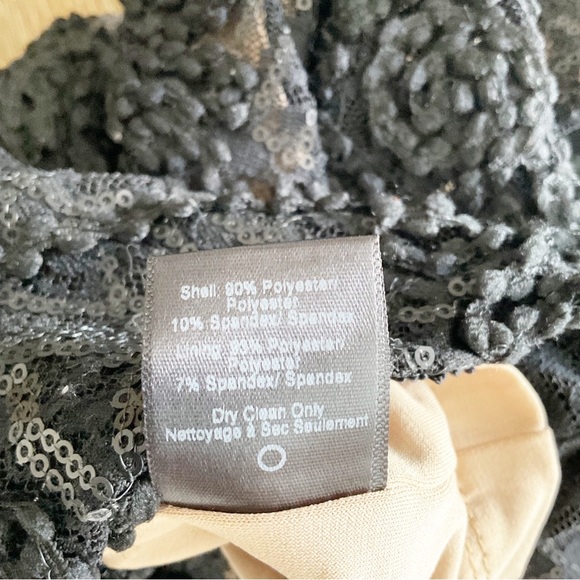 Shell: 90% Polyester/
Polyester
10% Spandex/ Spandex
Lining: 93% Polyester/
Polyester
7% Spandex/ Spandex
Dry Clean Only
Nettoyage à Sec Seulement